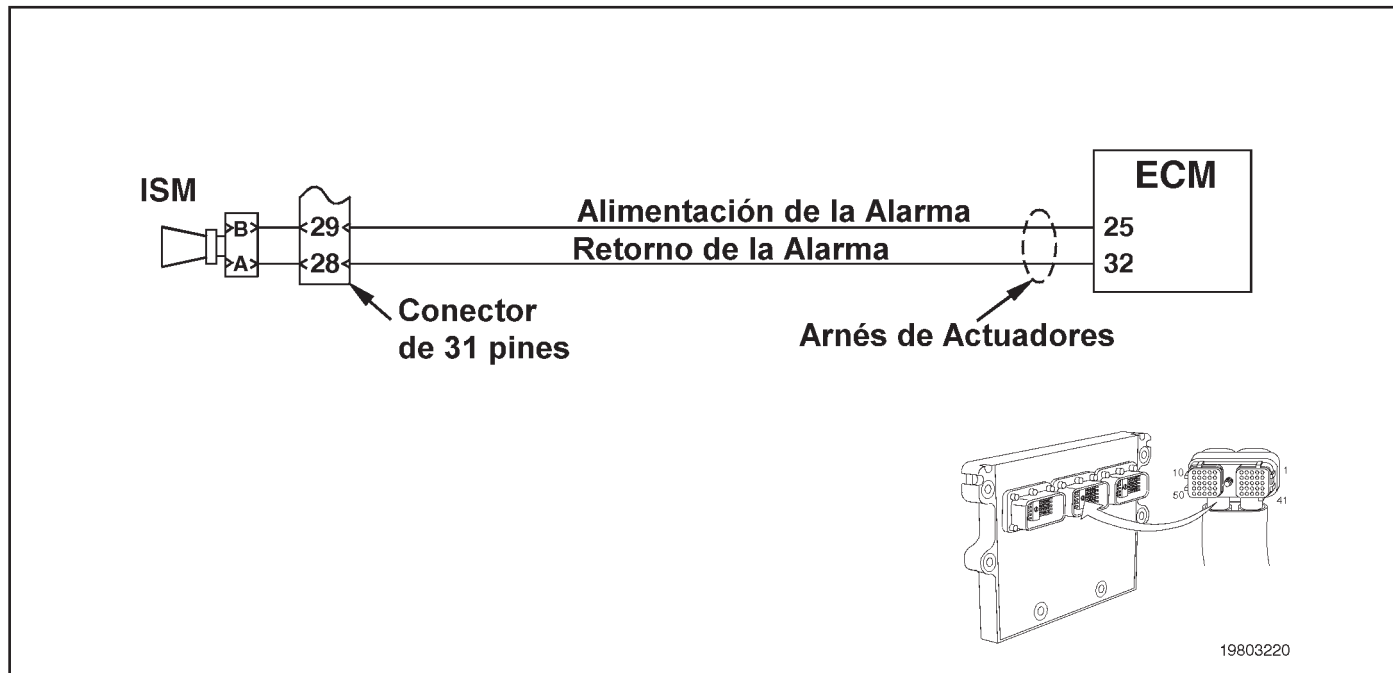 ISM
B
A
29
28
Alimentación de la Alarma
Retorno de la Alarma
ECM
25
32
Conector
de 31 pines
Arnés de Actuadores
10
1
50
41
19803220